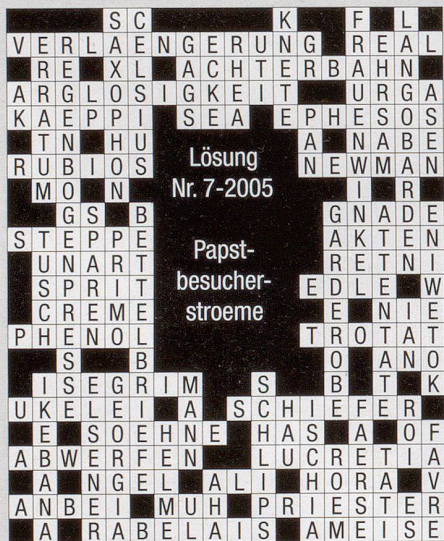 S C K F L
V E R L A E N G E R U N G R E A L
R E X L A C H T E R B A H N
A R G L O S I G K E I T U R G A
K A E P P I S E A E P H E S O S
T N H U A N A B E
R U B I O S N E W M A N
M O N I R
G S B G N A D E
S T E P P E A K T E N
U N A R T R E T N I
S P R I T E D L E W
C R E M E E N I E
P H E N O L T R O T A T
S B O A N O
I S E G R I M S B T K
U K E L E I A S C H I E F E R
E S O E H N E H A S A O F
A B W E R F E N L U C R E T I A
A N G E L A L I H O R A V
A N B E I M U H P R I E S T E R
A R A B E L A I S A M E I S E
Lösung
Nr. 7-2005
Papst-
besucher-
stroeme